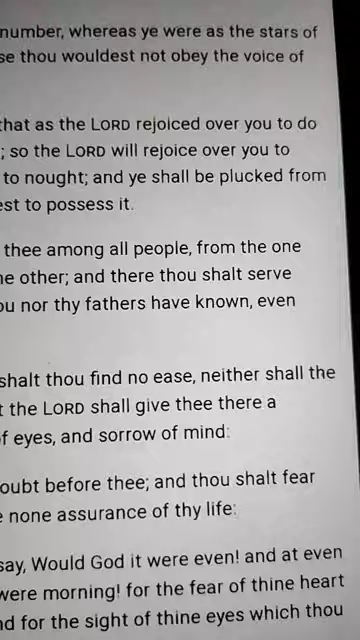 number, whereas ye were as the stars of
thou wouldest not obey the voice of
that as the LORD rejoiced over you to do
; so the LORD will rejoice over you to
to nought; and ye shall be plucked from
to possess it.
thee among all people, from the one
other; and there thou shalt serve
nor thy fathers have known, even
shalt thou find no ease, neither shall the
the LORD shall give thee there a
of eyes, and sorrow of mind:
before thee; and thou shalt fear
none assurance of thy life:
say, Would God it were even! and at even
were morning! for the fear of thine heart
for the sight of thine eyes which thou